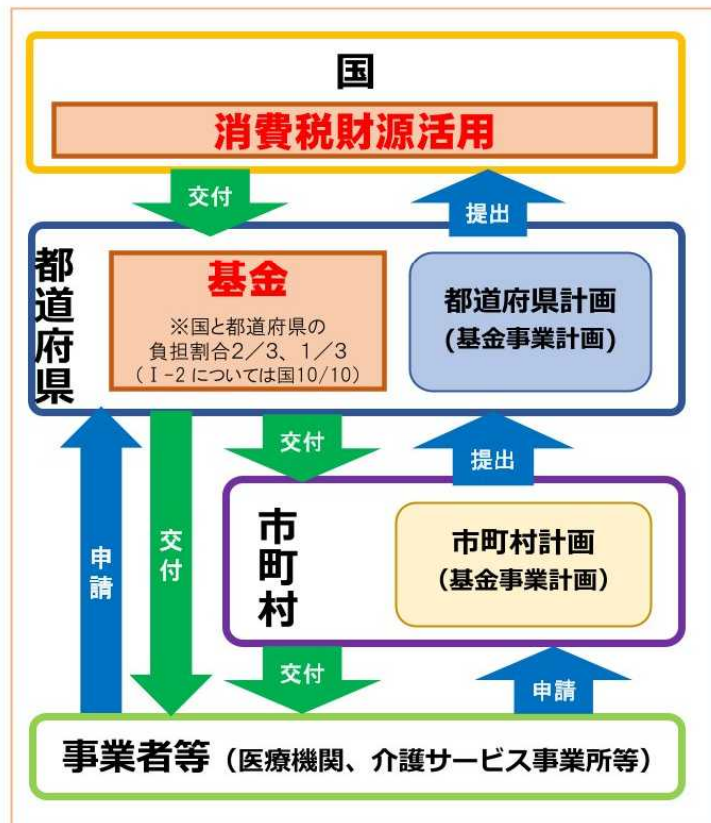 国
消費税財源活用
交付
提出
都道府県
基金
※国と都道府県の
負担割合2/3、1/3
(Ⅰ-2については国10/10)
都道府県計画
(基金事業計画)
交付
提出
申請
交付
市町村
市町村計画
(基金事業計画)
交付
申請
事業者等(医療機関、介護サービス事業所等)